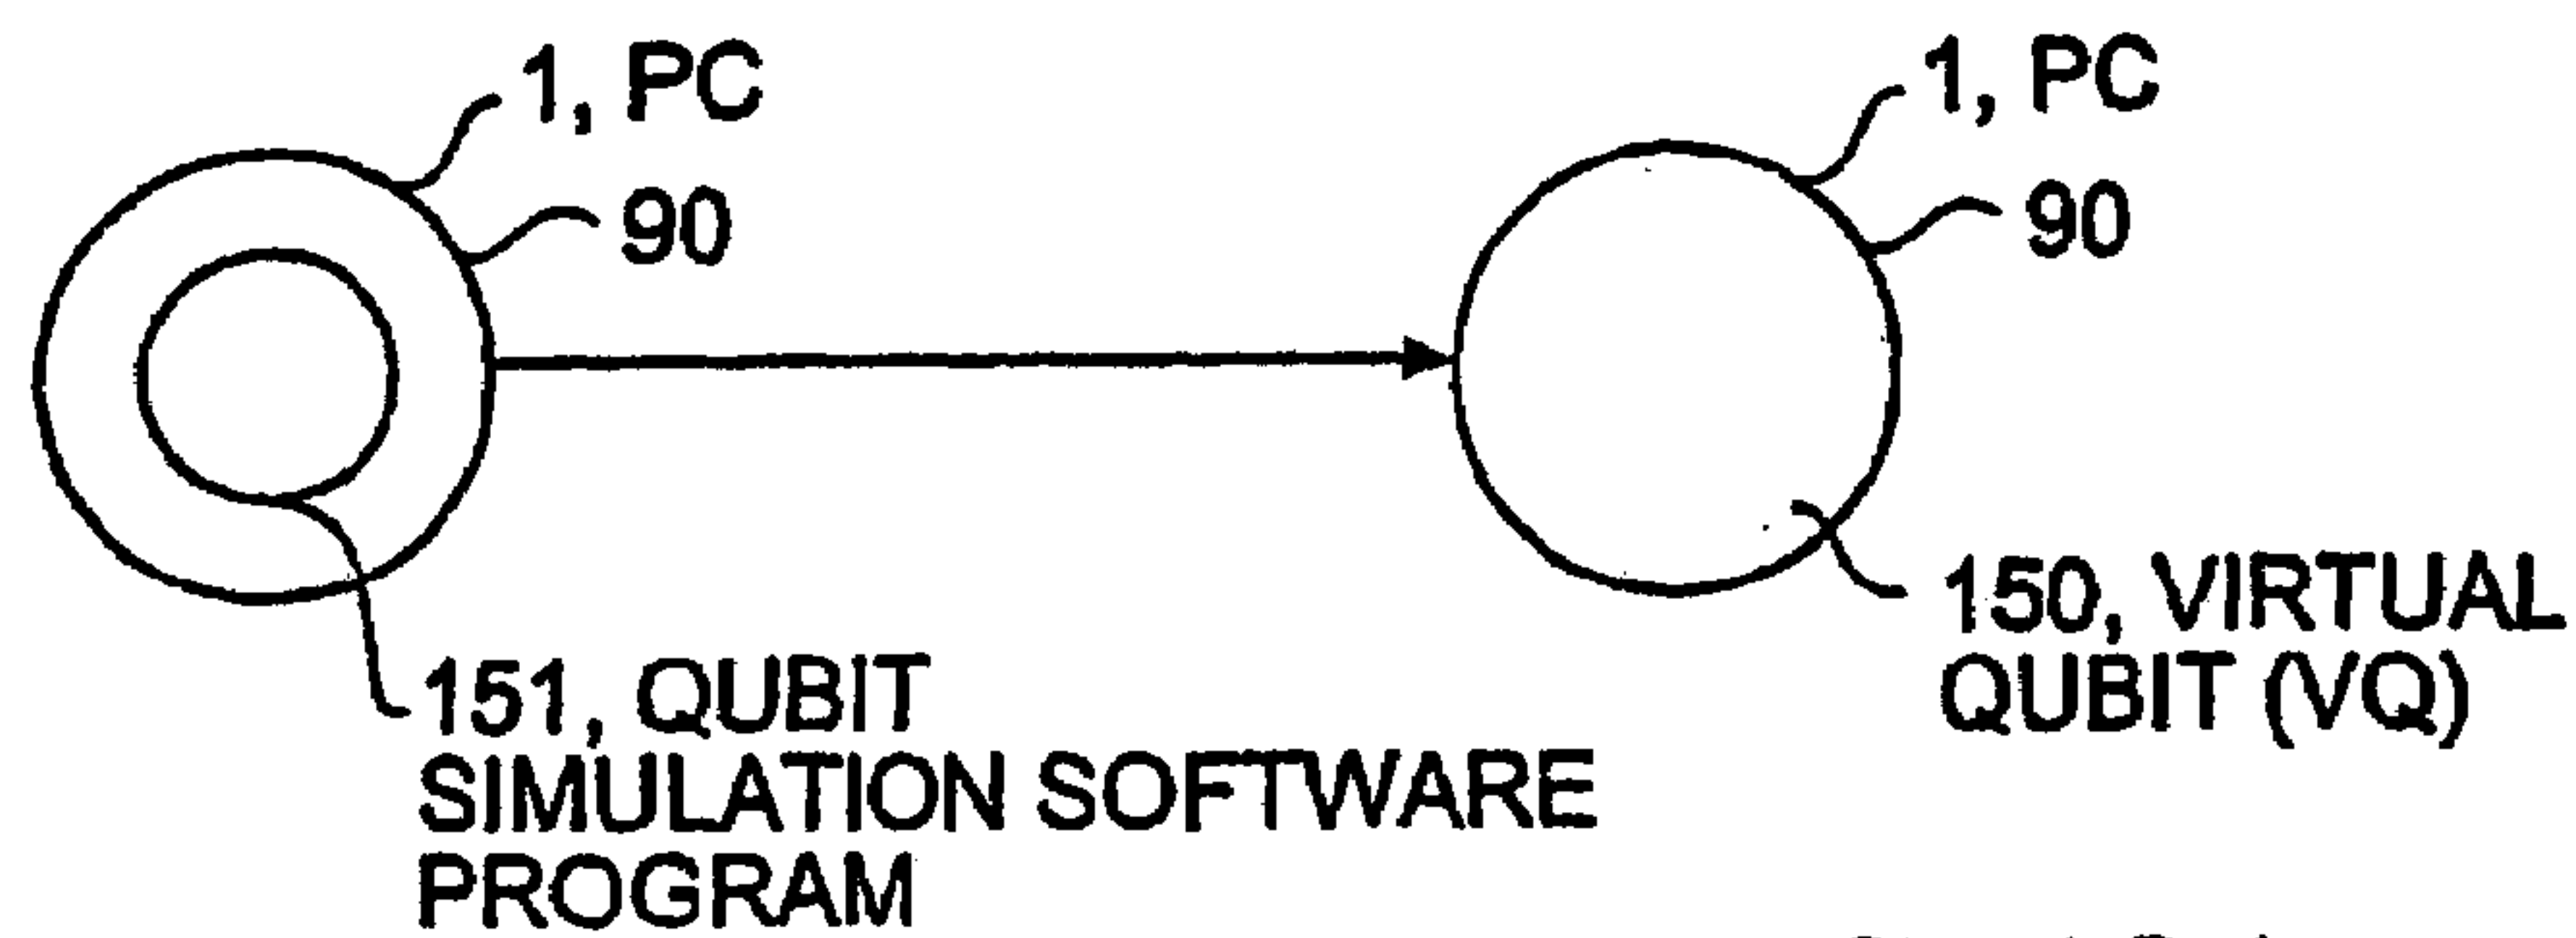 1, PC
90
151, QUBIT
SIMULATION SOFTWARE
PROGRAM
1, PC
90
150, VIRTUAL
QUBIT (VQ)